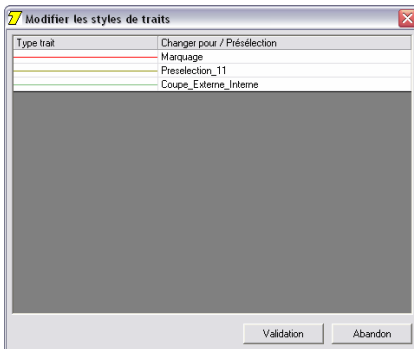 Modifier les styles de traits
Type trait Changer pour / Présélection
Marquage
Preselection_11
Coupe_Externe_Interne
Validation Abandon